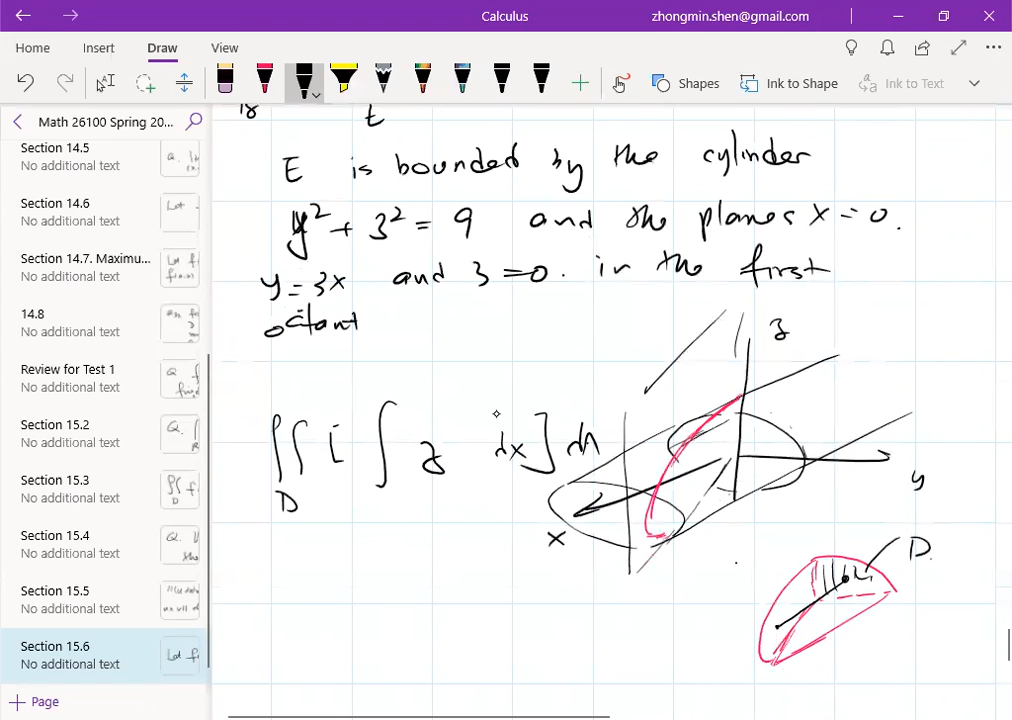 Calculus
zhongmin.shen@gmail.com
Home Insert Draw View
Shapes
Ink to Shape
Ink to Text
Math 26100 Spring 20...
Section 14.5
No additional text
Section 14.6
No additional text
Section 14.7. Maximu...
No additional text
14.8
No additional text
Review for Test 1
No additional text
Section 15.2
No additional text
Section 15.3
No additional text
Section 15.4
No additional text
Section 15.5
No additional text
Section 15.6
No additional text
Page
E is bounded by the cylinder
y² + z² = 9 and the planes x = 0.
y = 3x and z = 0. in the first
octant
∬ [ ∫ z dx ] dA
D
z
y
x
D